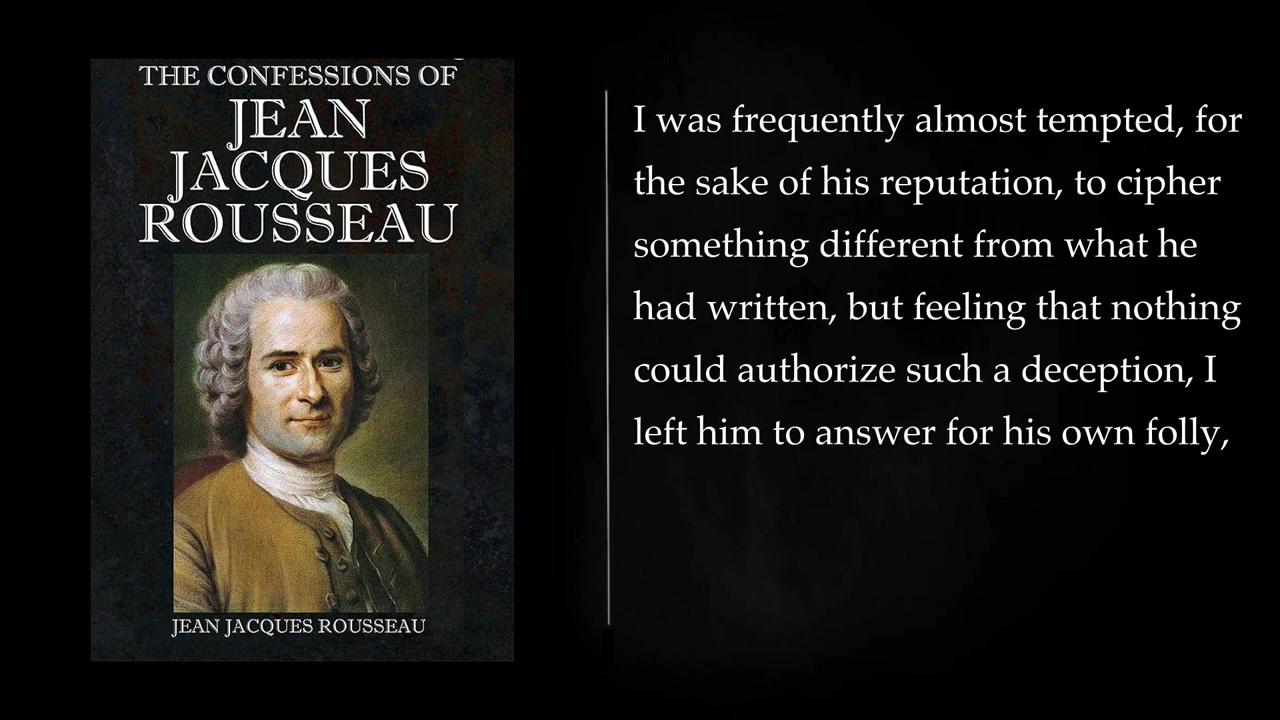 THE CONFESSIONS OF
JEAN
JACQUES
ROUSSEAU
JEAN JACQUES ROUSSEAU
I was frequently almost tempted, for
the sake of his reputation, to cipher
something different from what he
had written, but feeling that nothing
could authorize such a deception, I
left him to answer for his own folly,